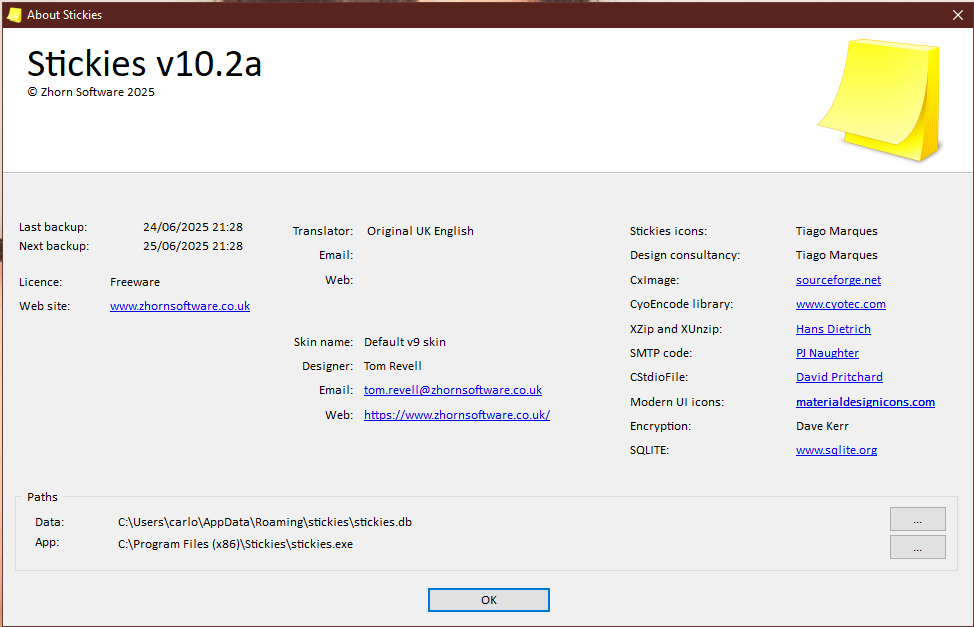 About Stickies
Stickies v10.2a
© Zhorn Software 2025
Last backup: 24/06/2025 21:28
Next backup: 25/06/2025 21:28
Licence: Freeware
Web site: www.zhornsoftware.co.uk
Translator: Original UK English
Email:
Web:
Skin name: Default v9 skin
Designer: Tom Revell
Email: tom.revell@zhornsoftware.co.uk
Web: https://www.zhornsoftware.co.uk/
Stickies icons: Tiago Marques
Design consultancy: Tiago Marques
CxImage: sourceforge.net
CyoEncode library: www.cyotec.com
XZip and XUnzip: Hans Dietrich
SMTP code: PJ Naughter
CStdioFile: David Pritchard
Modern UI icons: materialdesignicons.com
Encryption: Dave Kerr
SQLITE: www.sqlite.org
Paths
Data: C:\Users\carlo\AppData\Roaming\stickies\stickies.db ...
App: C:\Program Files (x86)\Stickies\stickies.exe ...
OK